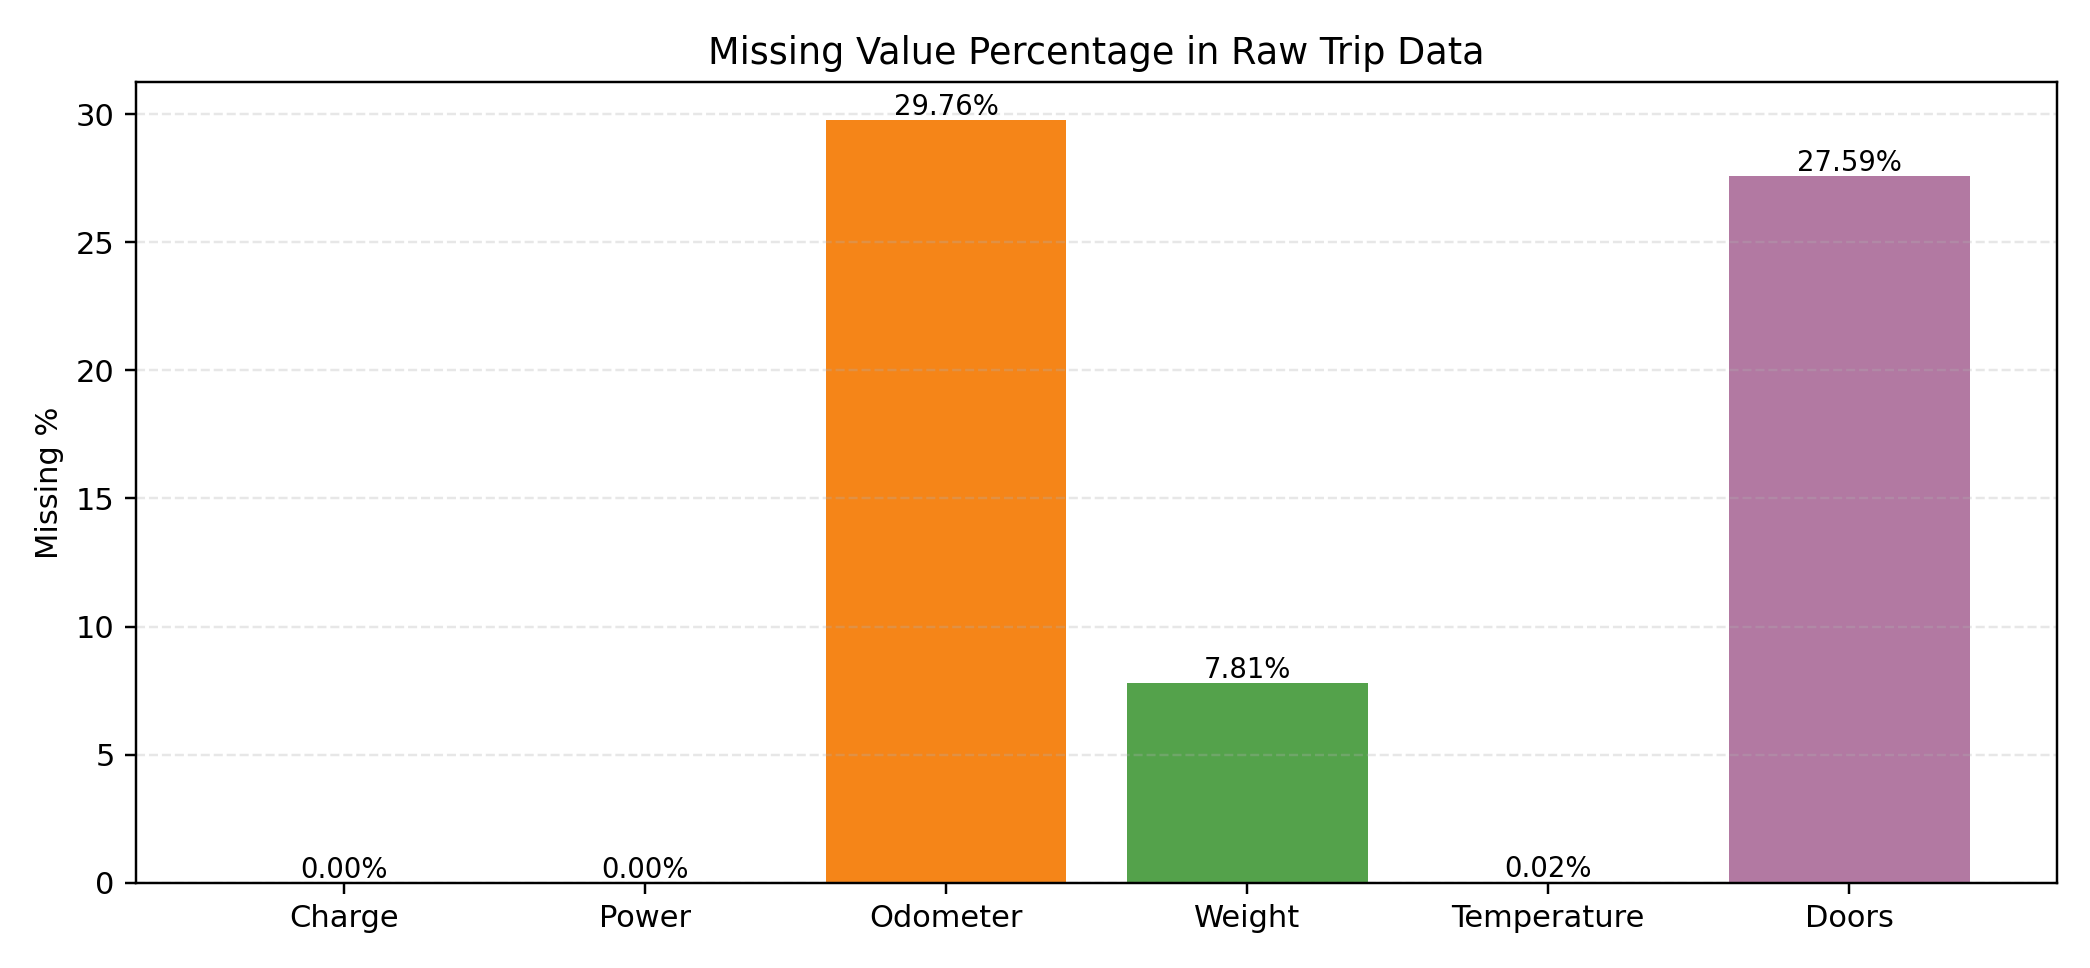 Missing Value Percentage in Raw Trip Data
Missing %
30
25
20
15
10
5
0
0.00%
0.00%
29.76%
7.81%
0.02%
27.59%
Charge
Power
Odometer
Weight
Temperature
Doors